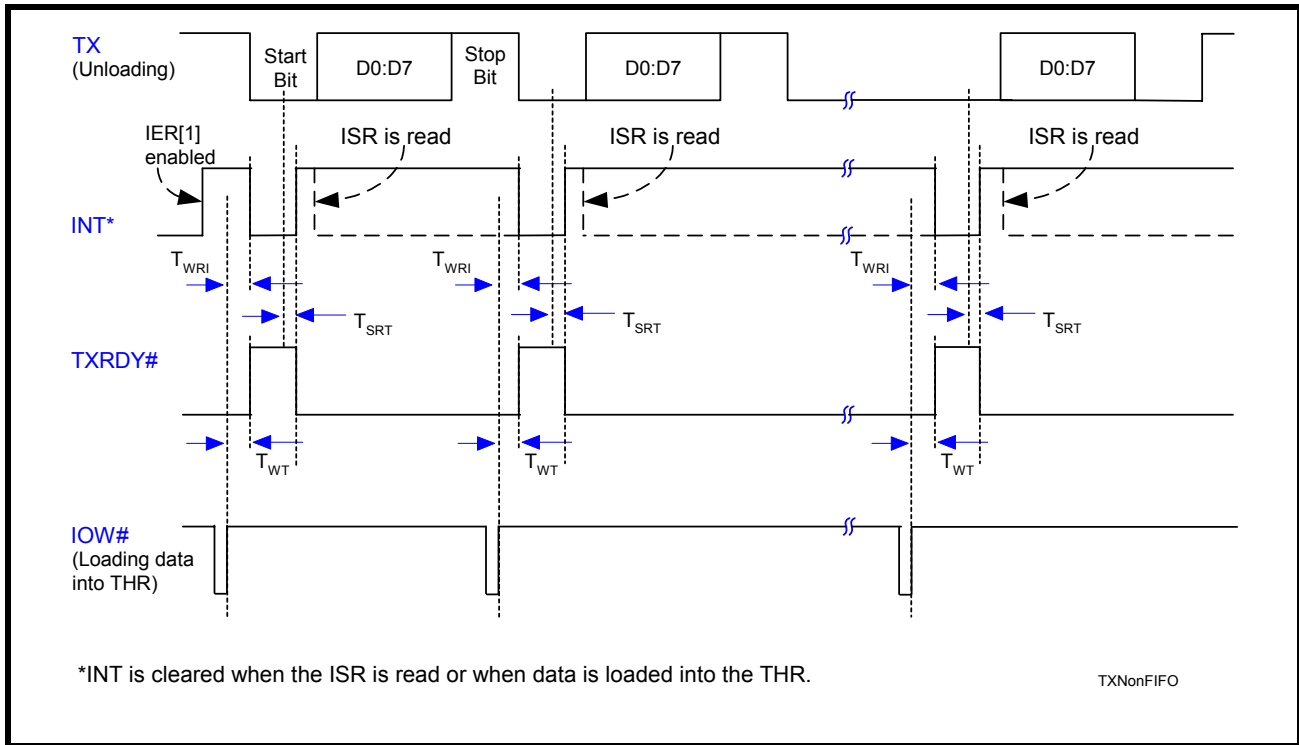 TX
(Unloading)
Start
Bit
D0:D7
Stop
Bit
D0:D7
D0:D7
IER[1]
enabled
ISR is read
ISR is read
ISR is read
INT*
TWRI
TWRI
TWRI
TSRT
TSRT
TSRT
TXRDY#
TWT
TWT
TWT
IOW#
(Loading data
into THR)
*INT is cleared when the ISR is read or when data is loaded into the THR.
TXNonFIFO